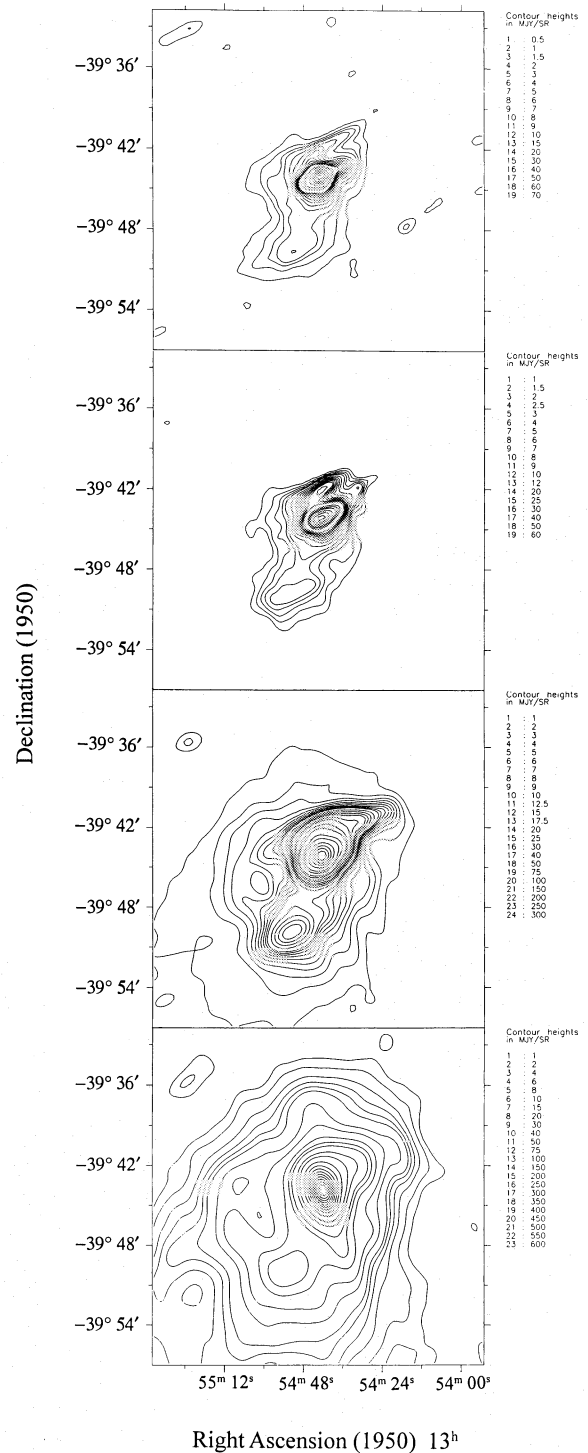 Contour heights
in MJY/SR
1 : 0.5
2 : 1
3 : 1.5
4 : 2
5 : 3
6 : 4
7 : 5
8 : 6
9 : 7
10 : 8
11 : 9
12 : 10
13 : 15
14 : 20
15 : 30
16 : 40
17 : 50
18 : 60
19 : 70
−39° 36′
−39° 42′
−39° 48′
−39° 54′
Contour heights
in MJY/SR
1 : 1
2 : 1.5
3 : 2
4 : 2.5
5 : 3
6 : 4
7 : 5
8 : 6
9 : 7
10 : 8
11 : 9
12 : 10
13 : 12
14 : 20
15 : 25
16 : 30
17 : 40
18 : 50
19 : 60
−39° 36′
−39° 42′
−39° 48′
−39° 54′
Declination (1950)
Contour heights
in MJY/SR
1 : 1
2 : 2
3 : 3
4 : 4
5 : 5
6 : 6
7 : 7
8 : 8
9 : 9
10 : 10
11 : 12.5
12 : 15
13 : 17.5
14 : 20
15 : 25
16 : 30
17 : 40
18 : 50
19 : 75
20 : 100
21 : 150
22 : 200
23 : 250
24 : 300
−39° 36′
−39° 42′
−39° 48′
−39° 54′
Contour heights
in MJY/SR
1 : 1
2 : 2
3 : 4
4 : 6
5 : 8
6 : 10
7 : 15
8 : 20
9 : 30
10 : 40
11 : 50
12 : 75
13 : 100
14 : 150
15 : 200
16 : 250
17 : 300
18 : 350
19 : 400
20 : 450
21 : 500
22 : 550
23 : 600
−39° 36′
−39° 42′
−39° 48′
−39° 54′
55ᵐ 12ˢ 54ᵐ 48ˢ 54ᵐ 24ˢ 54ᵐ 00ˢ
Right Ascension (1950) 13ʰ